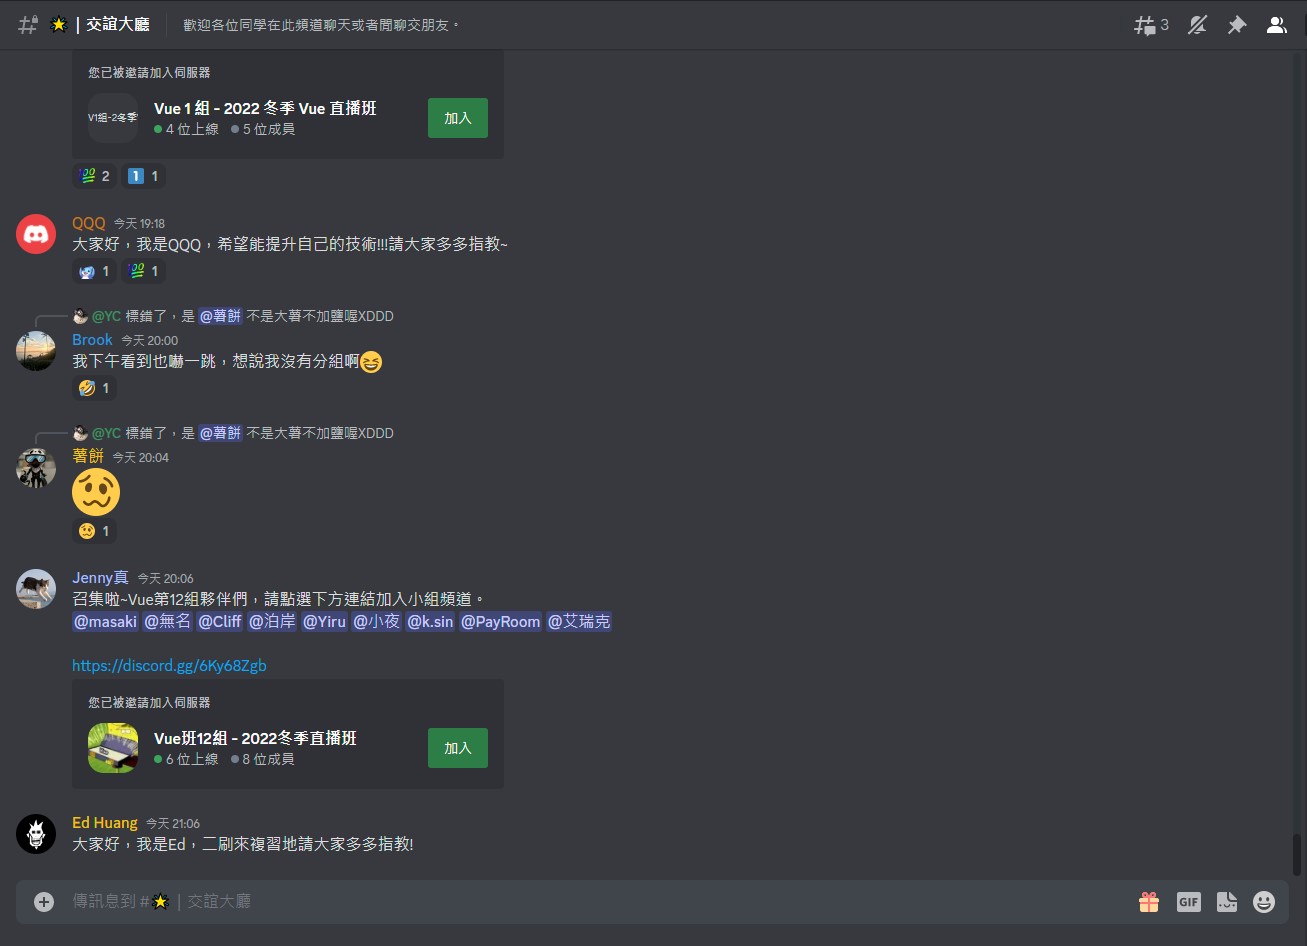 | 交誼大廳 歡迎各位同學在此頻道聊天或者閒聊交朋友。 3
您已被邀請加入伺服器
V1組-2冬季 Vue 1 組 - 2022 冬季 Vue 直播班 加入
4 位上線 5 位成員
2 1 1
QQQ 今天 19:18
大家好，我是QQQ，希望能提升自己的技術!!!請大家多多指教~
1 1
@YC 標錯了，是 @薯餅 不是大薯不加鹽喔XDDD
Brook 今天 20:00
我下午看到也嚇一跳，想說我沒有分組啊
1
@YC 標錯了，是 @薯餅 不是大薯不加鹽喔XDDD
薯餅 今天 20:04
1
Jenny真 今天 20:06
召集啦~Vue第12組夥伴們，請點選下方連結加入小組頻道。
@masaki @無名 @Cliff @泊岸 @Yiru @小夜 @k.sin @PayRoom @艾瑞克
https://discord.gg/6Ky68Zgb
您已被邀請加入伺服器
Vue班12組 - 2022冬季直播班 加入
6 位上線 8 位成員
Ed Huang 今天 21:06
大家好，我是Ed，二刷來複習地請大家多多指教!
傳訊息到 # | 交誼大廳 GIF